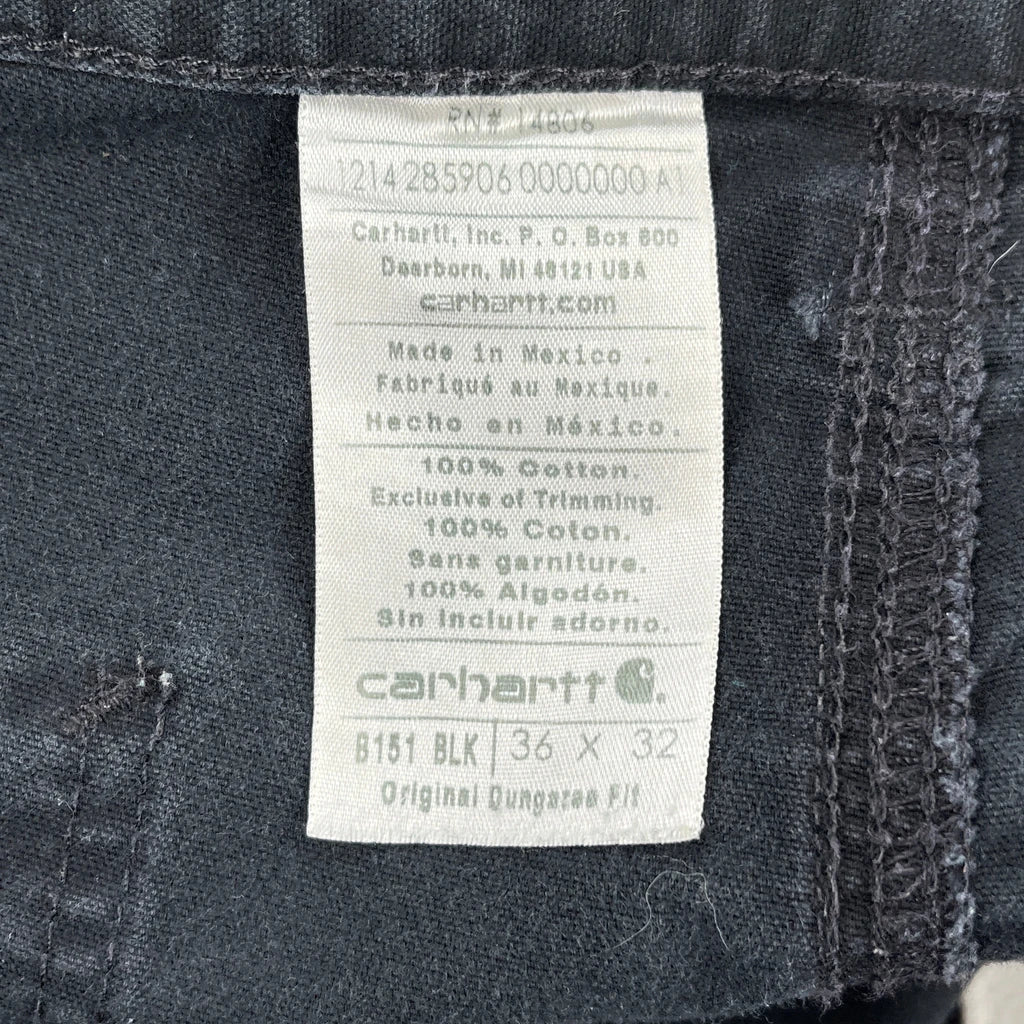 RN# 14806
1214 285906 0000000 A1
Carhartt, Inc. P. O. Box 600
Dearborn, MI 48121 USA
carhartt.com
Made in Mexico .
Fabriqué au Mexique.
Hecho en México.
100% Cotton.
Exclusive of Trimming.
100% Coton.
Sans garniture.
100% Algodón.
Sin incluir adorno.
carhartt
B151 BLK 36 X 32
Original Dungaree Fit